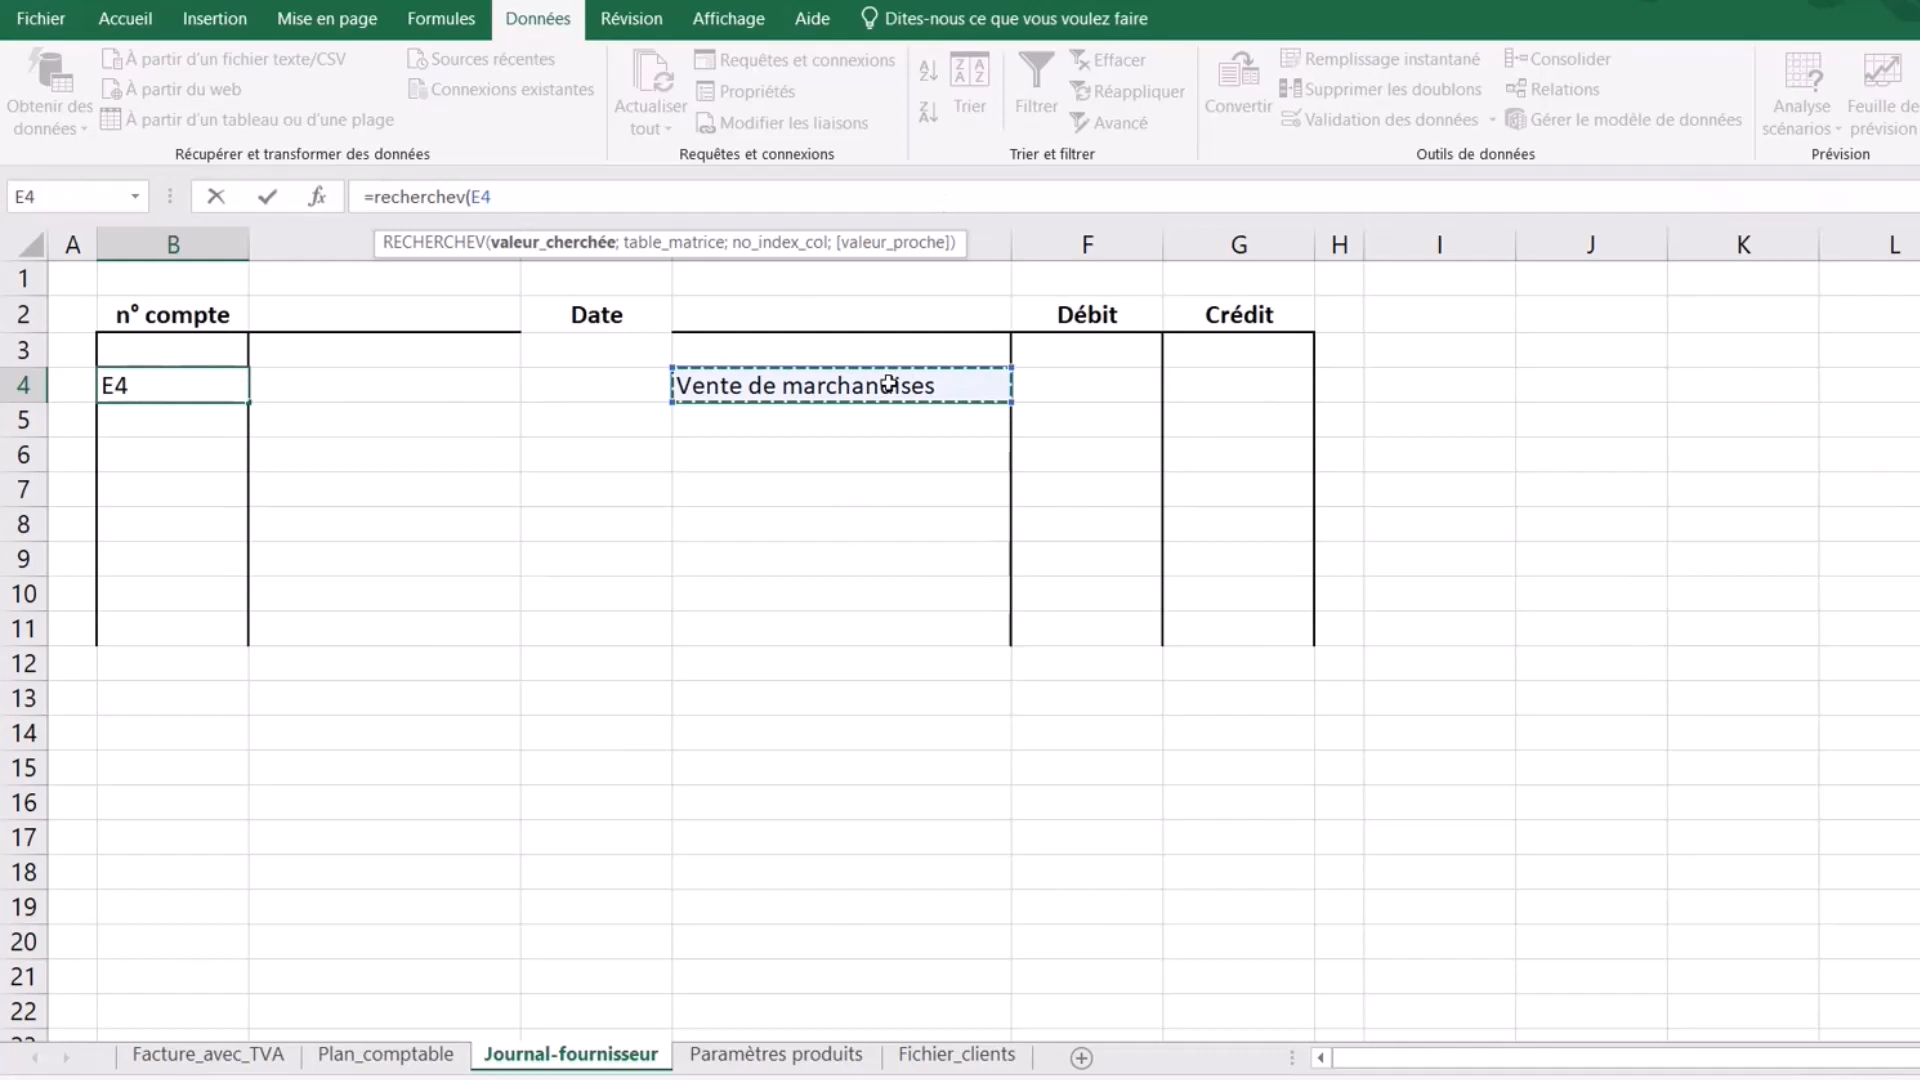 Fichier Accueil Insertion Mise en page Formules Données Révision Affichage Aide Dites-nous ce que vous voulez faire
Obtenir des données
À partir d'un fichier texte/CSV
À partir du web
À partir d'un tableau ou d'une plage
Sources récentes
Connexions existantes
Récupérer et transformer des données
Actualiser tout
Requêtes et connexions
Propriétés
Modifier les liaisons
Requêtes et connexions
Trier
Filtrer
Effacer
Réappliquer
Avancé
Trier et filtrer
Convertir
Remplissage instantané
Supprimer les doublons
Validation des données
Consolider
Relations
Gérer le modèle de données
Outils de données
Analyse scénarios
Feuille de prévision
Prévision
E4 fx =recherchev(E4
RECHERCHEV(valeur_cherchée; table_matrice; no_index_col; [valeur_proche])
A B F G H I J K L
1
2 n° compte Date Débit Crédit
3
4 E4 Vente de marchandises
5
6
7
8
9
10
11
12
13
14
15
16
17
18
19
20
21
22
Facture_avec_TVA Plan_comptable Journal-fournisseur Paramètres produits Fichier_clients